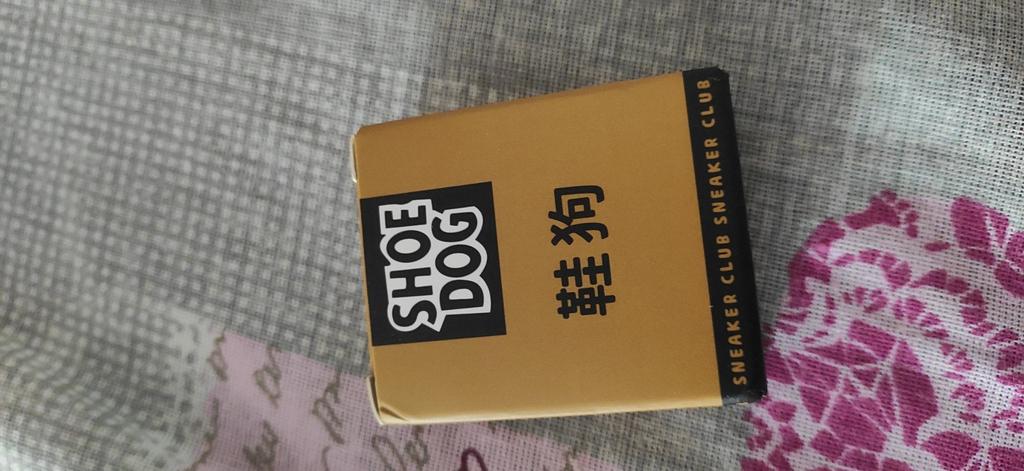 SHOE
DOG
鞋狗
SNEAKER CLUB SNEAKER CLUB